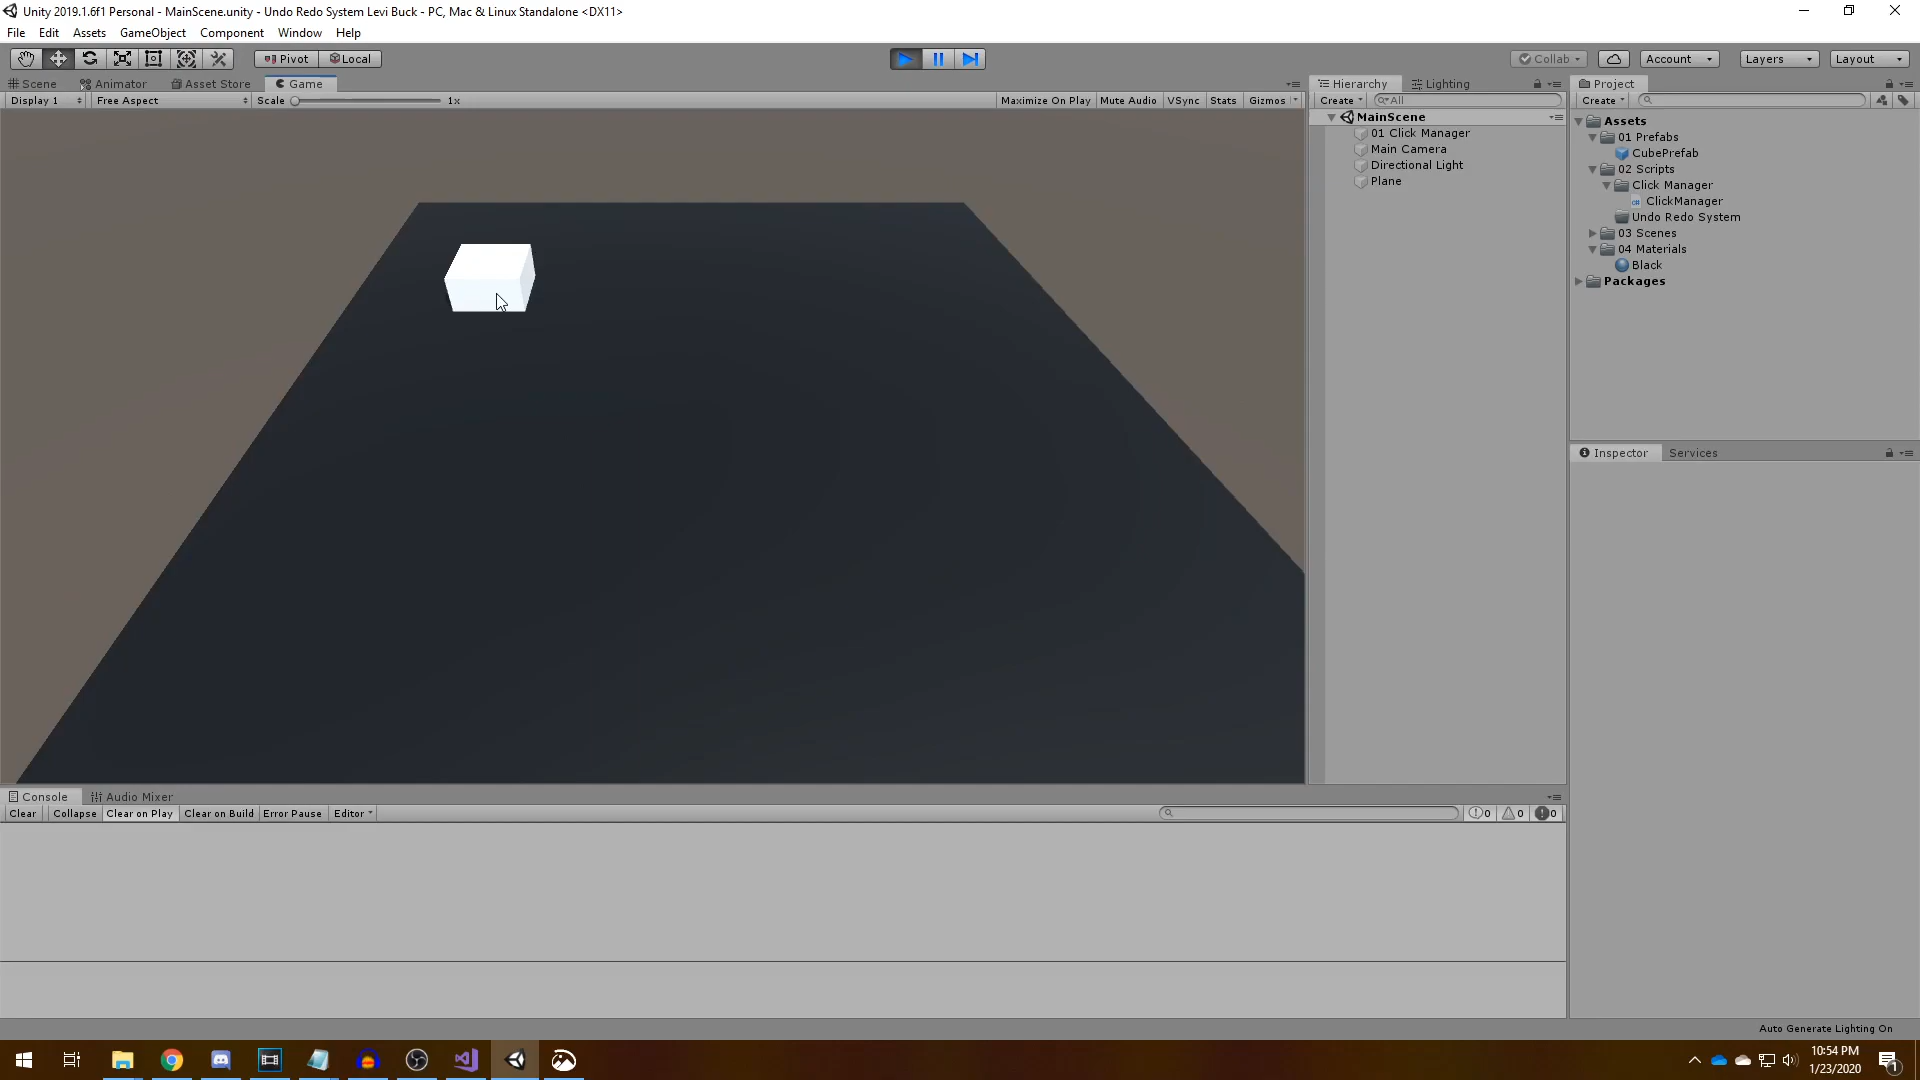 Unity 2019.1.6f1 Personal - MainScene.unity - Undo Redo System Levi Buck - PC, Mac & Linux Standalone <DX11>
File Edit Assets GameObject Component Window Help
Pivot Local Collab Account Layers Layout
Scene Animator Asset Store Game
Display 1 Free Aspect Scale 1x Maximize On Play Mute Audio VSync Stats Gizmos
Hierarchy Lighting
Create All
MainScene
01 Click Manager
Main Camera
Directional Light
Plane
Project
Create
Assets
01 Prefabs
CubePrefab
02 Scripts
Click Manager
ClickManager
Undo Redo System
03 Scenes
04 Materials
Black
Packages
Inspector Services
Console Audio Mixer
Clear Collapse Clear on Play Clear on Build Error Pause Editor 0 0 0
Auto Generate Lighting On
10:54 PM
1/23/2020
1